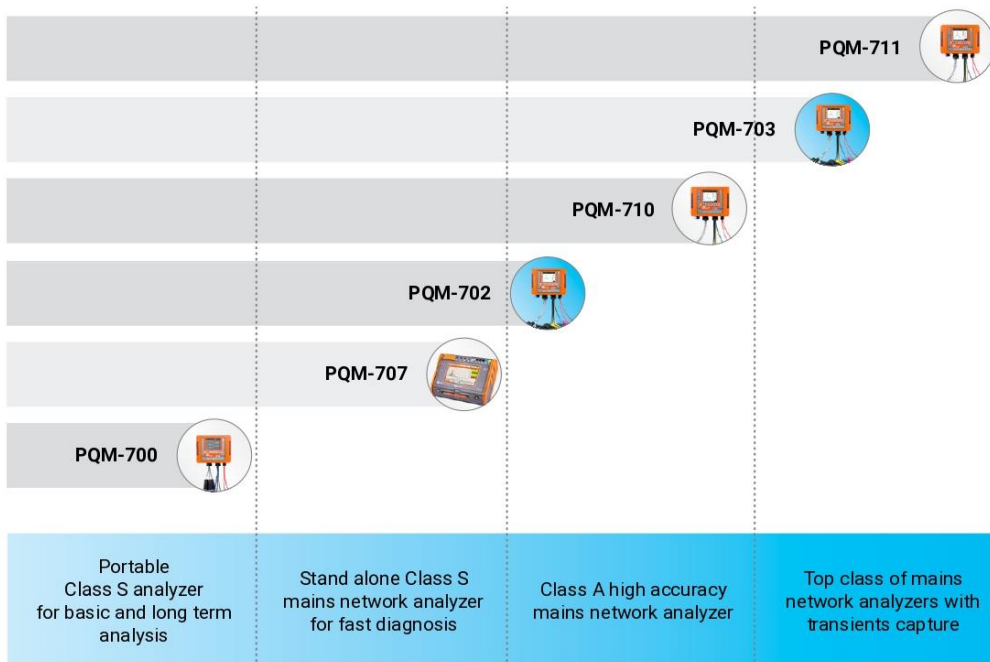 PQM-711
PQM-703
PQM-710
PQM-702
PQM-707
PQM-700
Portable
Class S analyzer
for basic and long term
analysis
Stand alone Class S
mains network analyzer
for fast diagnosis
Class A high accuracy
mains network analyzer
Top class of mains
network analyzers with
transients capture